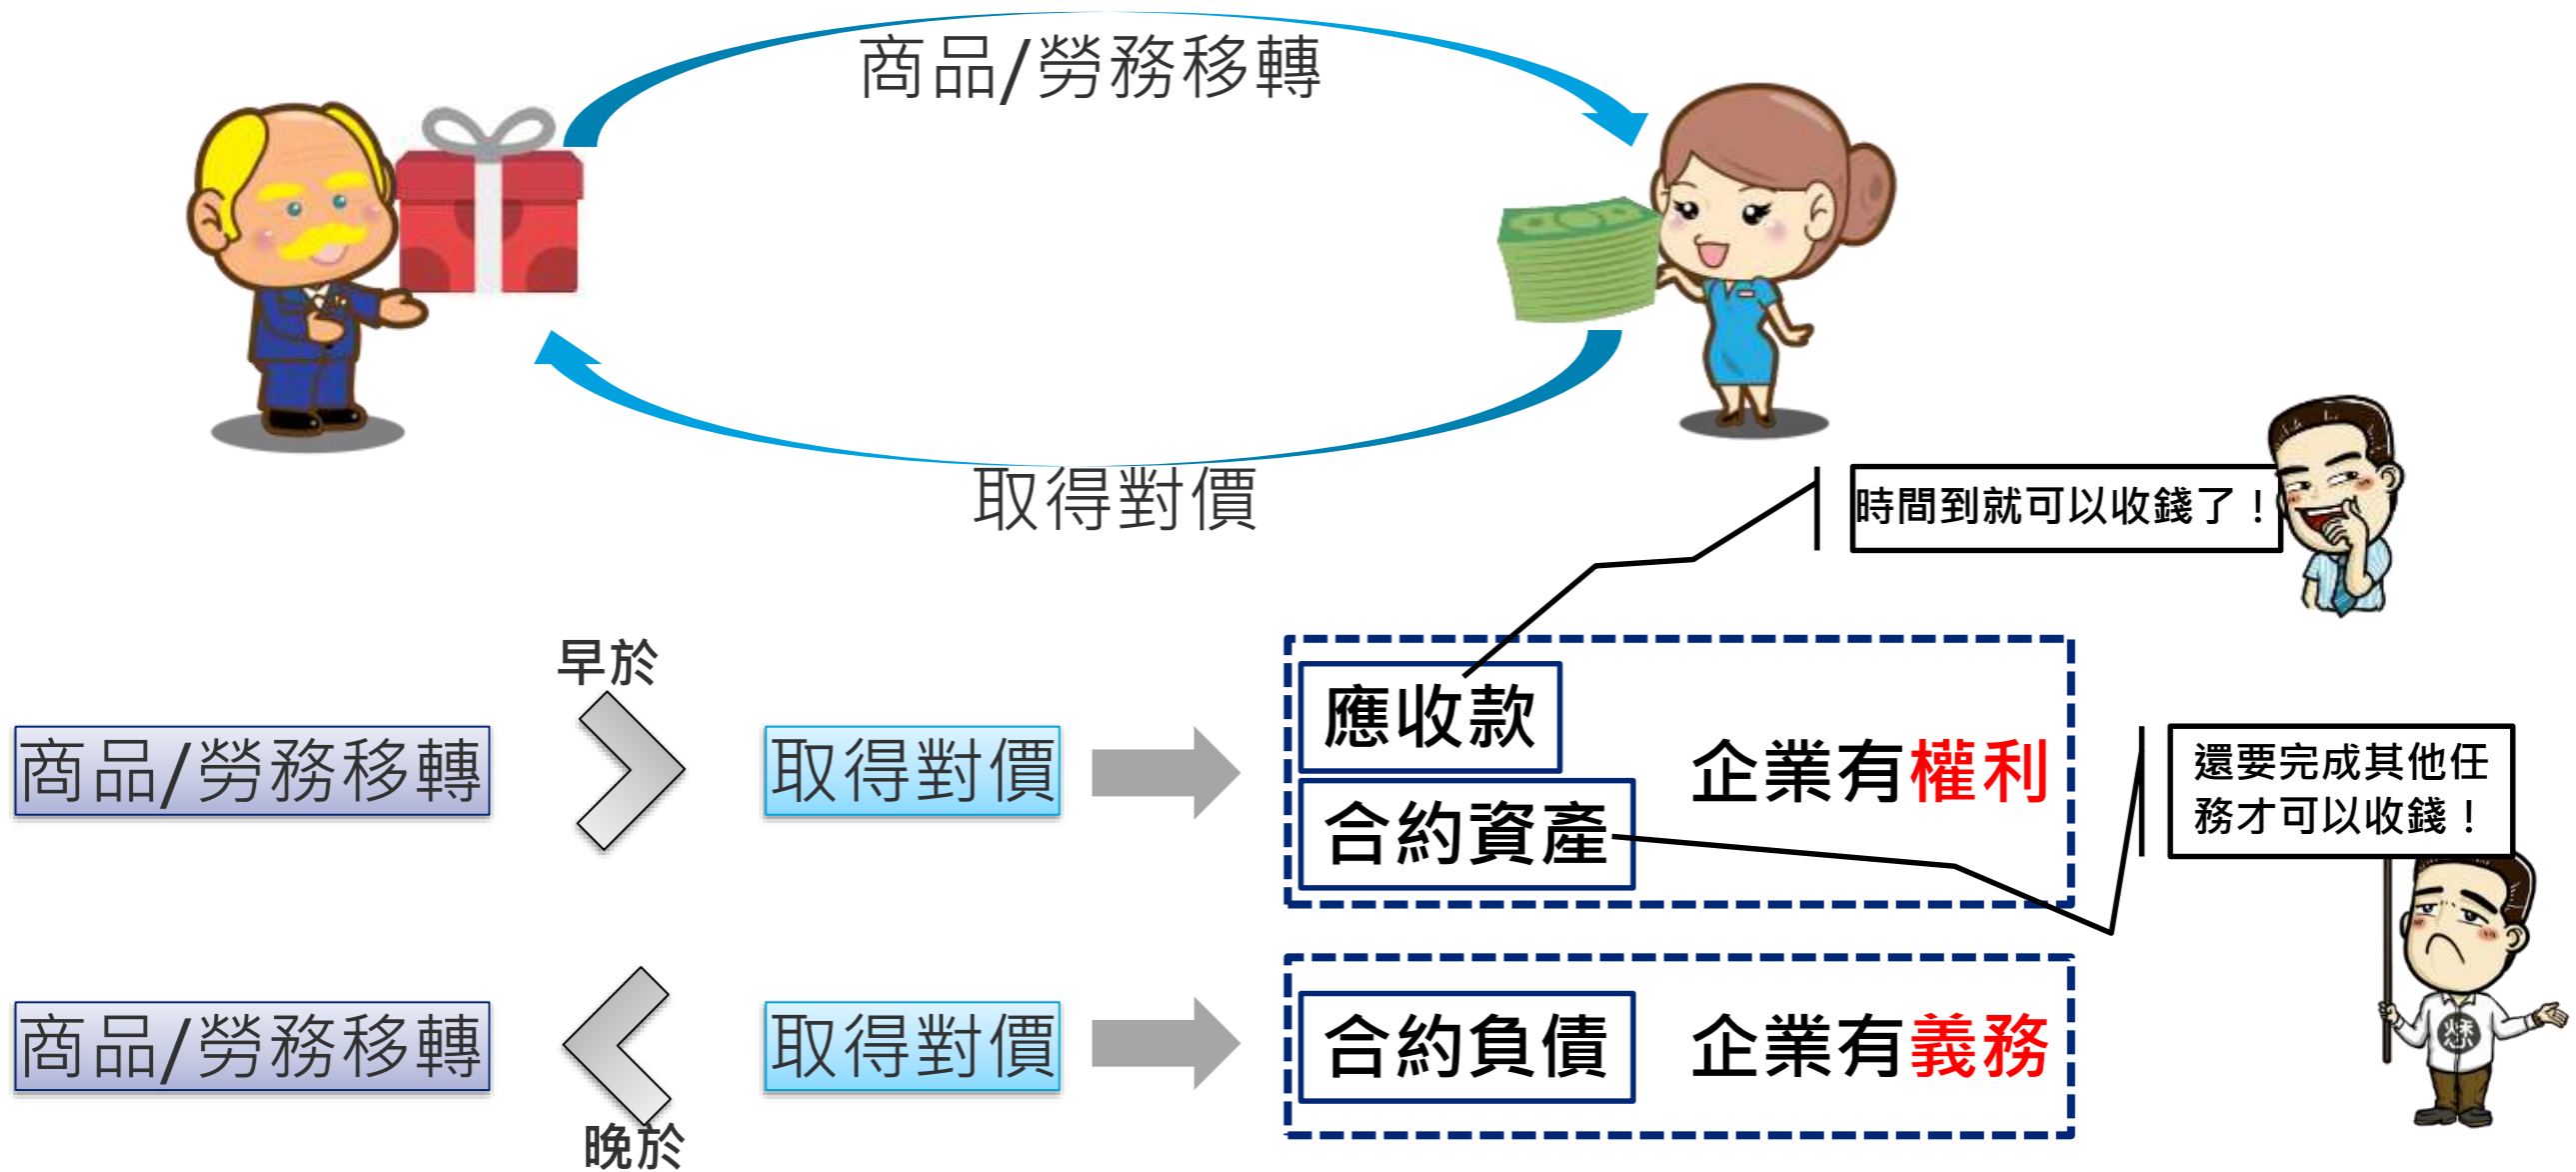 商品/勞務移轉
取得對價
時間到就可以收錢了！
早於
商品/勞務移轉
取得對價
應收款
合約資產
企業有權利
還要完成其他任
務才可以收錢！
商品/勞務移轉
取得對價
合約負債
企業有義務
晚於